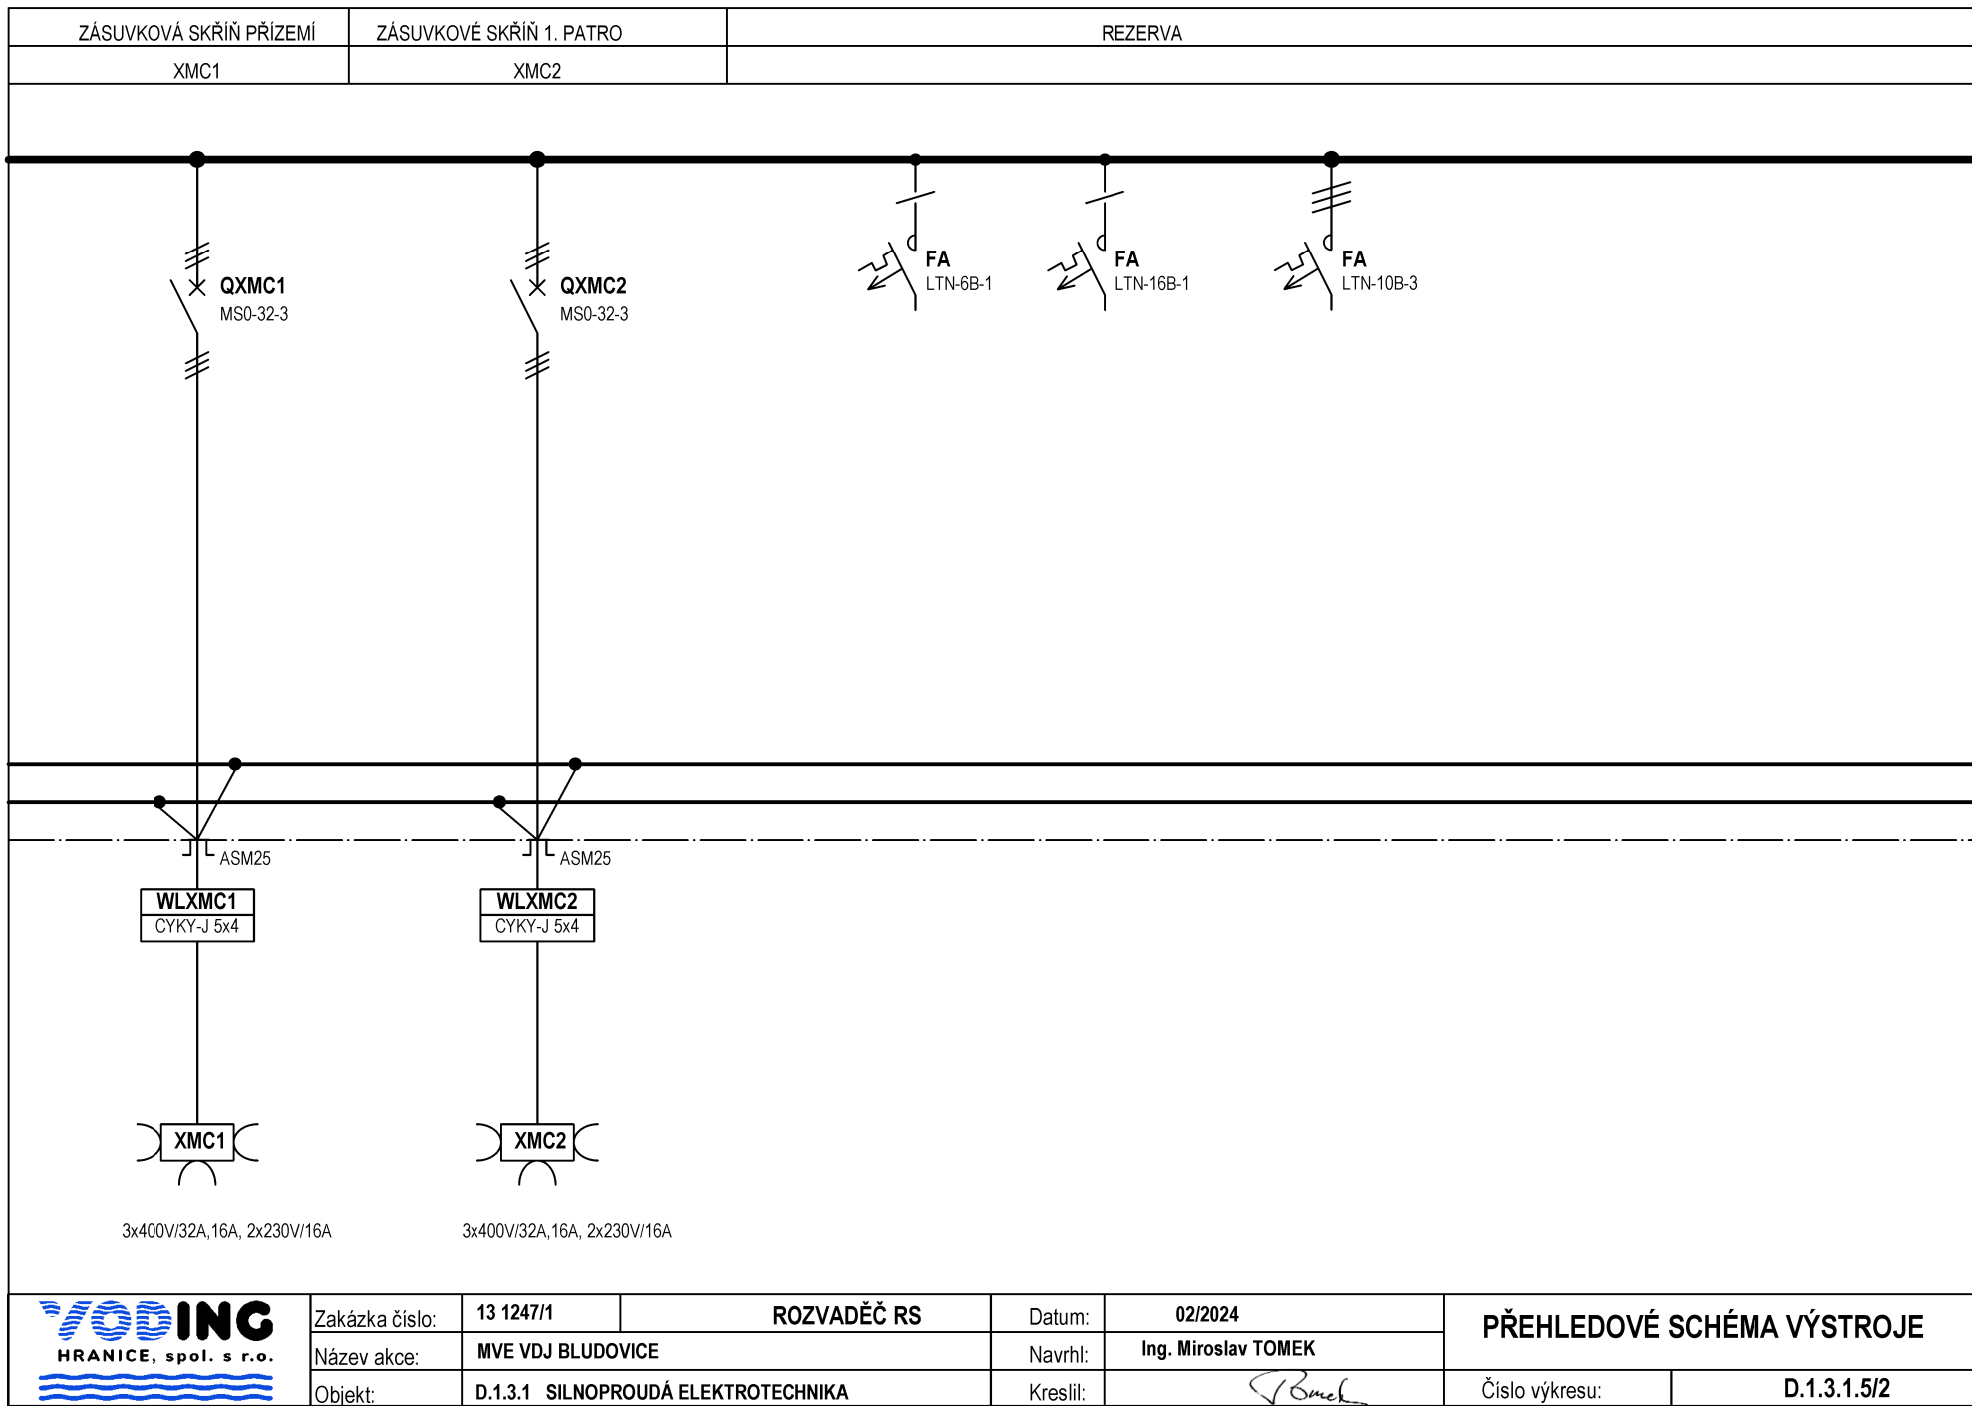 ZÁSUVKOVÁ SKŘÍŇ PŘÍZEMÍ ZÁSUVKOVÉ SKŘÍŇ 1. PATRO REZERVA
XMC1 XMC2
QXMC1 QXMC2 FA FA FA
MS0-32-3 MS0-32-3 LTN-6B-1 LTN-16B-1 LTN-10B-3
ASM25 ASM25
WLXMC1 WLXMC2
CYKY-J 5x4 CYKY-J 5x4
XMC1 XMC2
3x400V/32A,16A, 2x230V/16A 3x400V/32A,16A, 2x230V/16A
VODING
HRANICE, spol. s r.o.
Zakázka číslo: 13 1247/1 ROZVADĚČ RS Datum: 02/2024 PŘEHLEDOVÉ SCHÉMA VÝSTROJE
Název akce: MVE VDJ BLUDOVICE Navrhl: Ing. Miroslav TOMEK
Objekt: D.1.3.1 SILNOPROUDÁ ELEKTROTECHNIKA Kreslil: Číslo výkresu: D.1.3.1.5/2